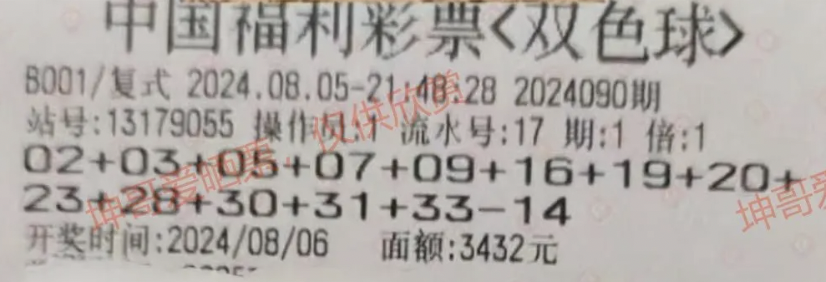 中国福利彩票<双色球>
B001/复式 2024.08.05-21:48:28 2024090期
站号:13179055 操作员:1 流水号:17 期:1 倍:1
02+03+05+07+09+16+19+20+
23+28+30+31+33-14
开奖时间:2024/08/06 面额:3432元
坤哥爱晒票，仅供欣赏
坤哥爱